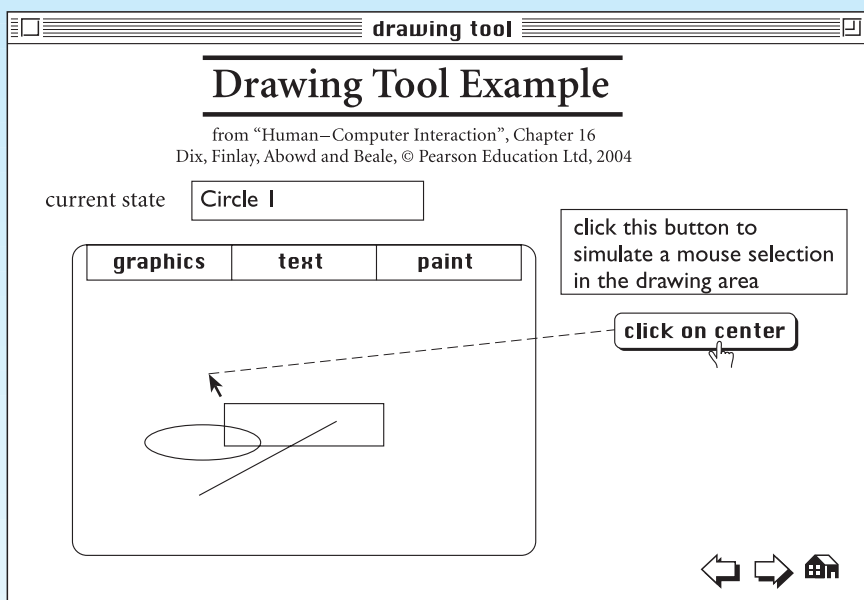 drawing tool
Drawing Tool Example
from “Human–Computer Interaction”, Chapter 16
Dix, Finlay, Abowd and Beale, © Pearson Education Ltd, 2004
current state
Circle 1
click this button to
simulate a mouse selection
in the drawing area
graphics
text
paint
click on center